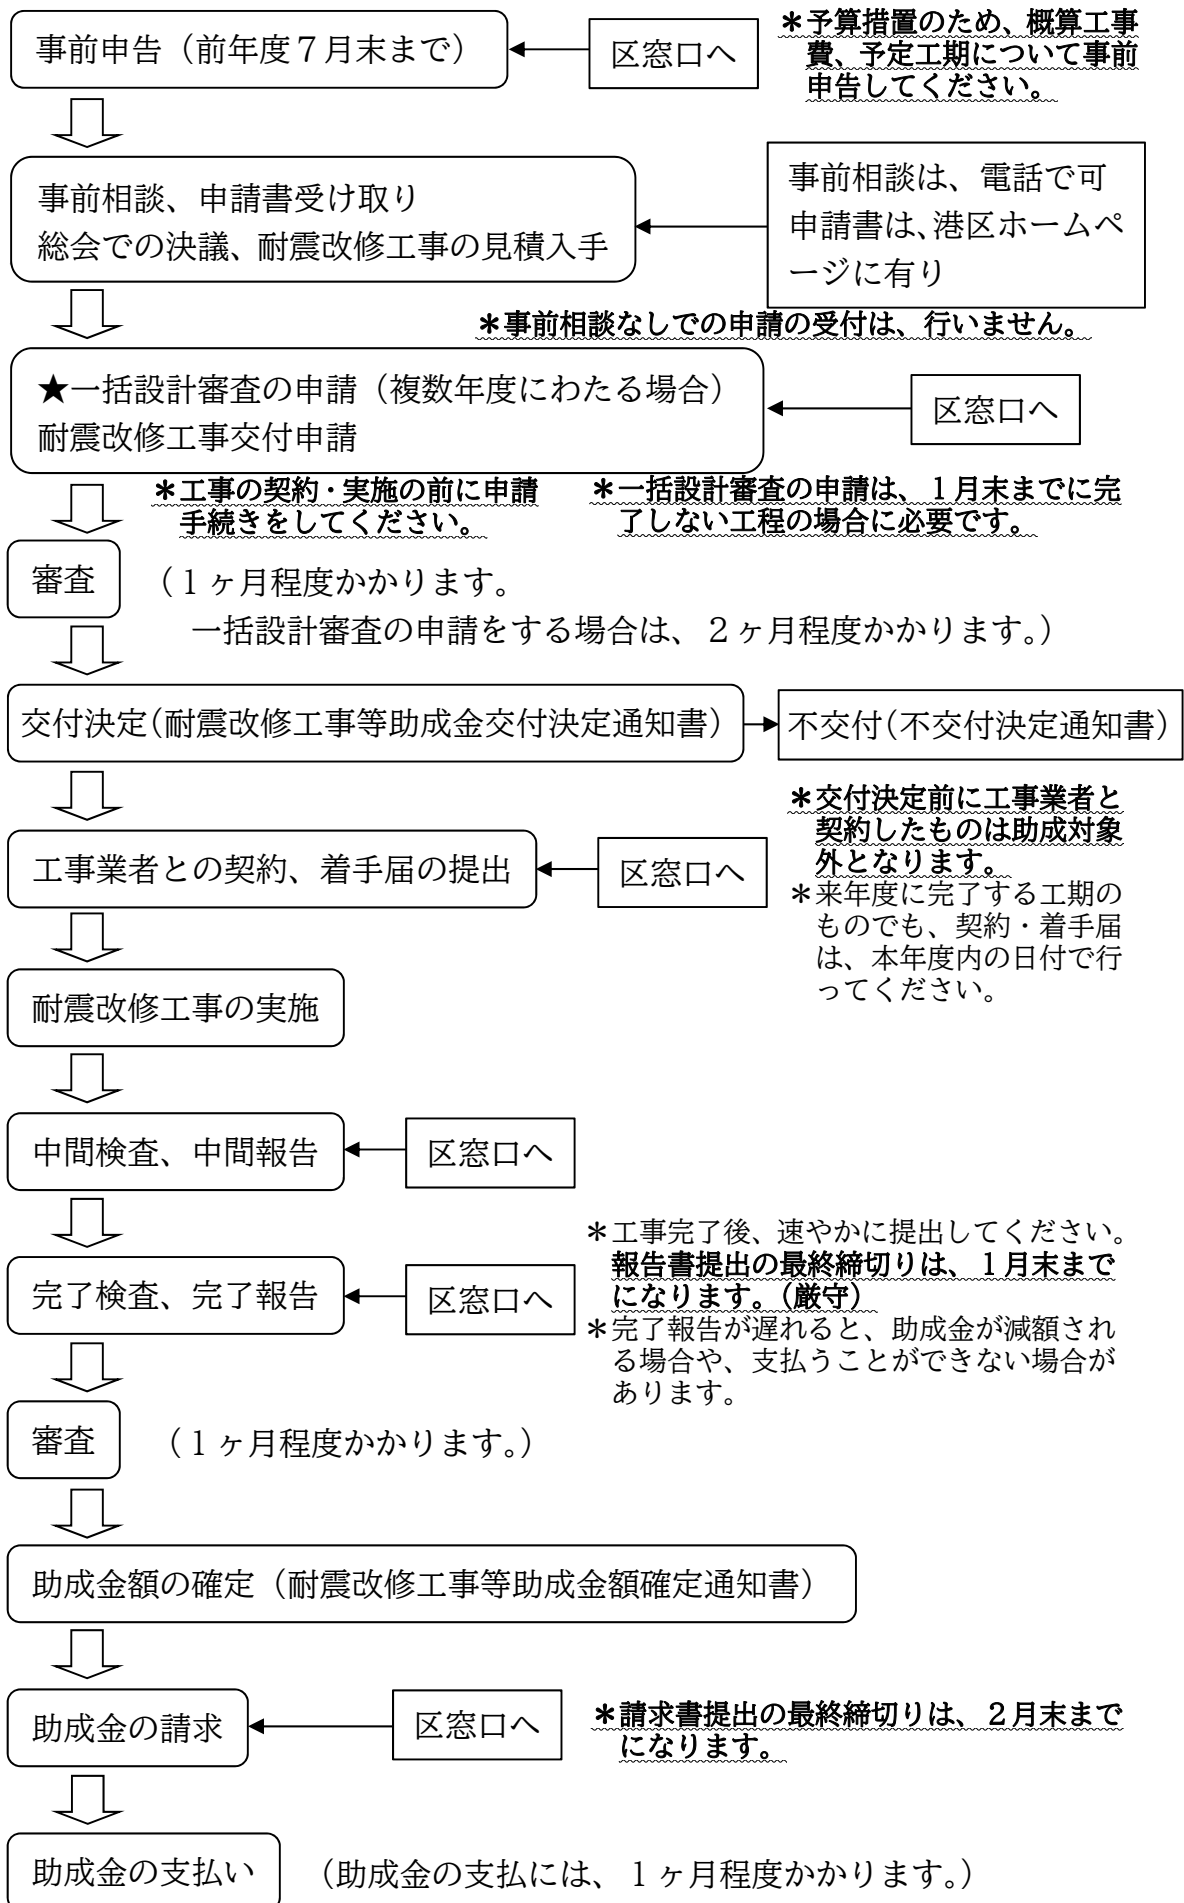 事前申告（前年度７月末まで）
区窓口へ
＊予算措置のため、概算工事
費、予定工期について事前
申告してください。
事前相談、申請書受け取り
総会での決議、耐震改修工事の見積入手
事前相談は、電話で可
申請書は、港区ホームペ
ージに有り
＊事前相談なしでの申請の受付は、行いません。
★一括設計審査の申請（複数年度にわたる場合）
耐震改修工事交付申請
区窓口へ
＊工事の契約・実施の前に申請
手続きをしてください。
＊一括設計審査の申請は、１月末までに完
了しない工程の場合に必要です。
審査
（１ヶ月程度かかります。
一括設計審査の申請をする場合は、２ヶ月程度かかります。）
交付決定（耐震改修工事等助成金交付決定通知書）
不交付（不交付決定通知書）
＊交付決定前に工事業者と
契約したものは助成対象
外となります。
＊来年度に完了する工期の
ものでも、契約・着手届
は、本年度内の日付で行
ってください。
工事業者との契約、着手届の提出
区窓口へ
耐震改修工事の実施
中間検査、中間報告
区窓口へ
＊工事完了後、速やかに提出してください。
報告書提出の最終締切りは、１月末まで
になります。（厳守）
＊完了報告が遅れると、助成金が減額され
る場合や、支払うことができない場合が
あります。
完了検査、完了報告
区窓口へ
審査
（１ヶ月程度かかります。）
助成金額の確定（耐震改修工事等助成金額確定通知書）
助成金の請求
区窓口へ
＊請求書提出の最終締切りは、２月末まで
になります。
助成金の支払い
（助成金の支払には、１ヶ月程度かかります。）